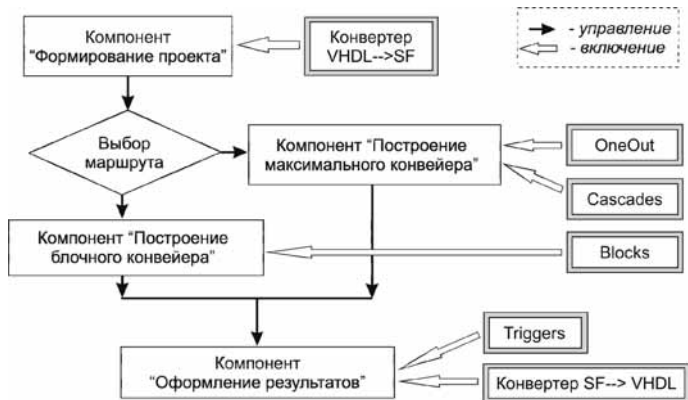 Компонент
“Формирование проекта”
Конвертер
VHDL-->SF
- управление
- включение
Выбор
маршрута
Компонент “Построение
максимального конвейера”
OneOut
Cascades
Компонент “Построение
блочного конвейера”
Blocks
Triggers
Компонент
“Оформление результатов”
Конвертер SF--> VHDL